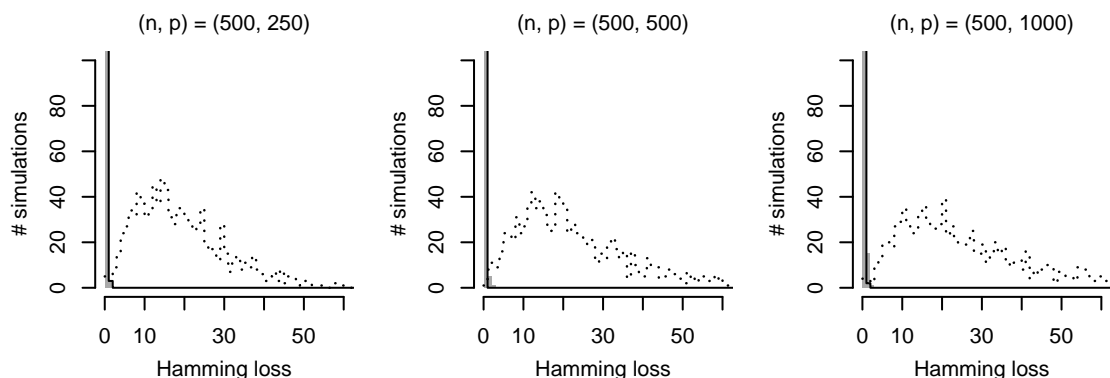 (n, p) = (500, 250)
# simulations
80
60
40
20
0
0 10 30 50
Hamming loss
(n, p) = (500, 500)
# simulations
80
60
40
20
0
0 10 30 50
Hamming loss
(n, p) = (500, 1000)
# simulations
80
60
40
20
0
0 10 30 50
Hamming loss